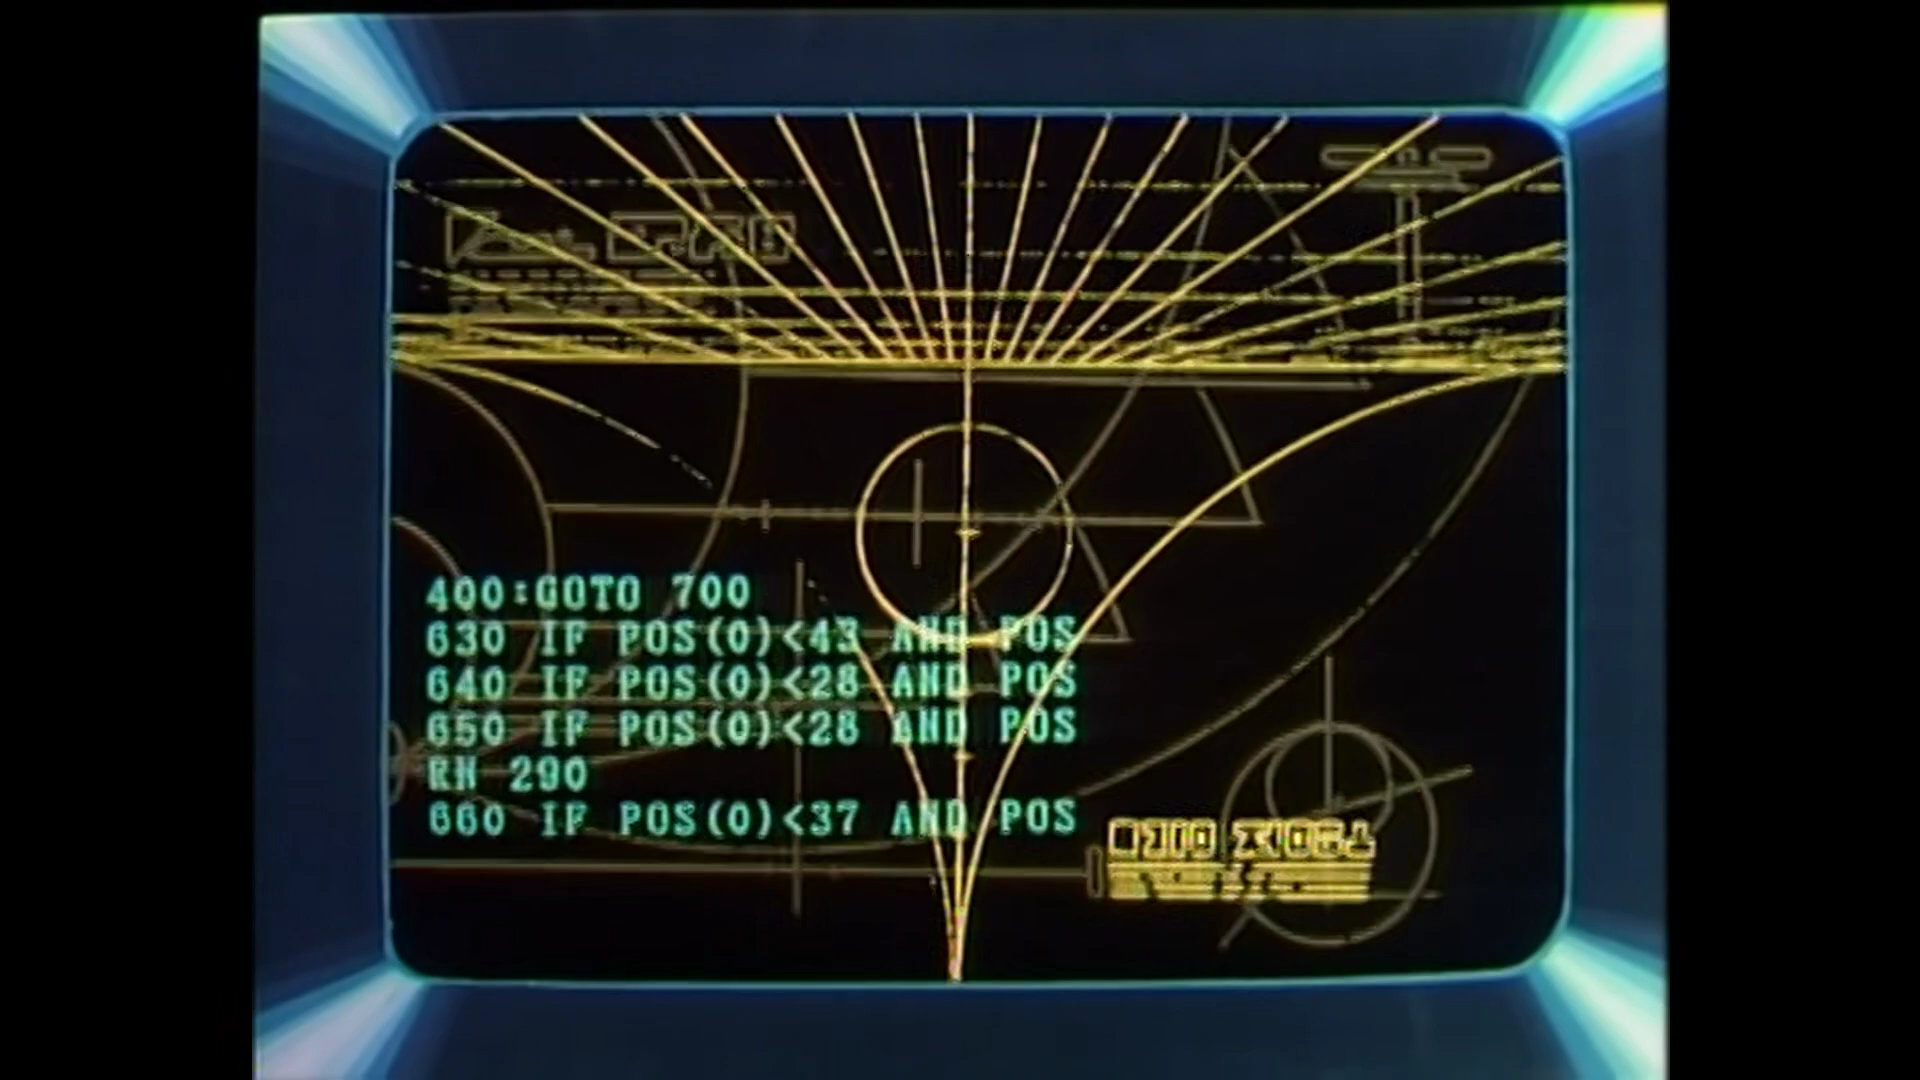 400:GOTO 700
630 IF POS(0)<43 AND POS
640 IF POS(0)<28 AND POS
650 IF POS(0)<28 AND POS
RN 290
660 IF POS(0)<37 AND POS